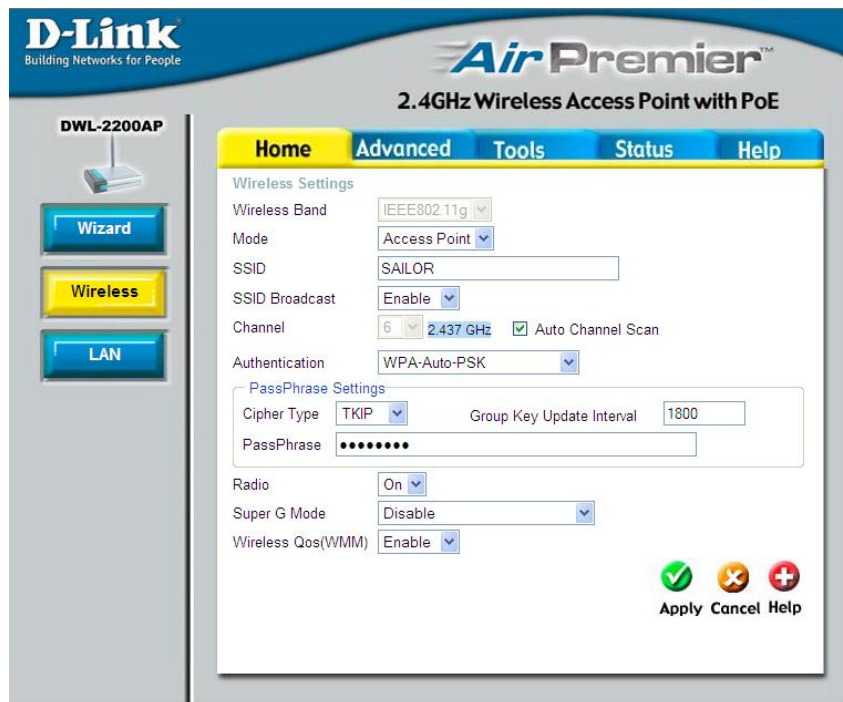 D-Link
Building Networks for People
AirPremier™
2.4GHz Wireless Access Point with PoE
DWL-2200AP
Home Advanced Tools Status Help
Wizard
Wireless
LAN
Wireless Settings
Wireless Band IEEE802.11g
Mode Access Point
SSID SAILOR
SSID Broadcast Enable
Channel 6 2.437 GHz Auto Channel Scan
Authentication WPA-Auto-PSK
PassPhrase Settings
Cipher Type TKIP Group Key Update Interval 1800
PassPhrase ••••••••
Radio On
Super G Mode Disable
Wireless Qos(WMM) Enable
Apply Cancel Help